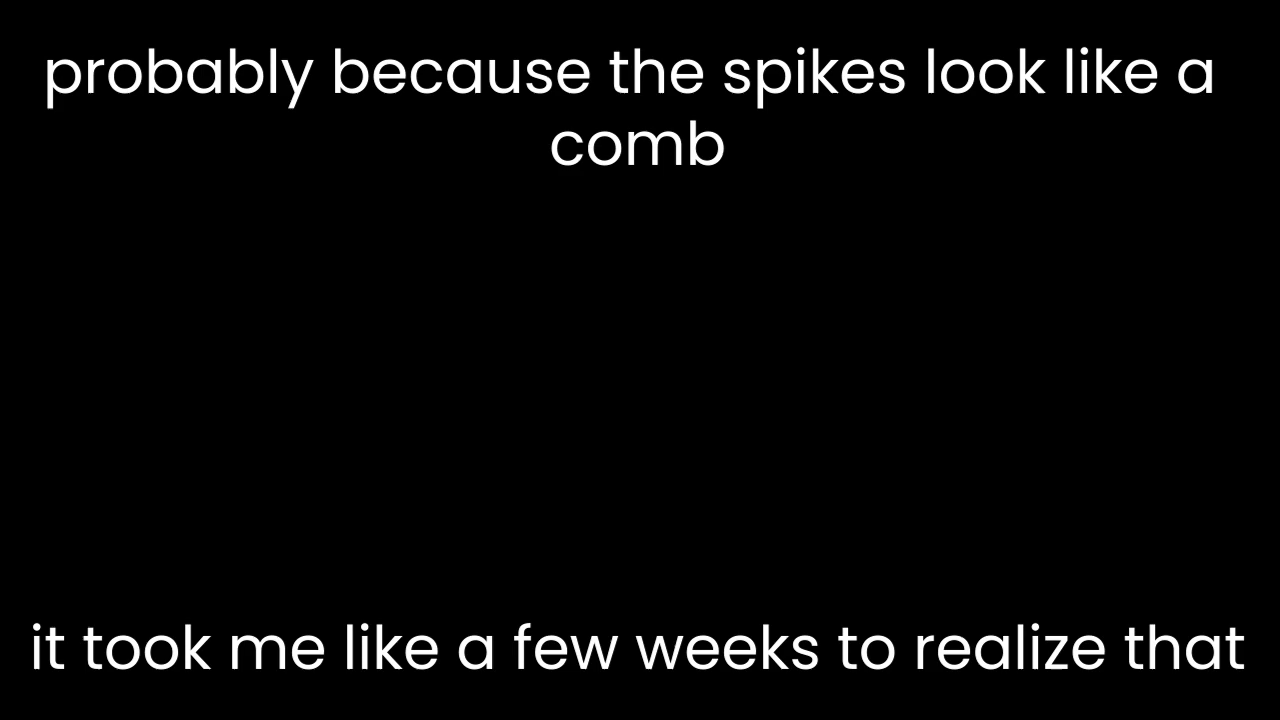 probably because the spikes look like a
comb
it took me like a few weeks to realize that